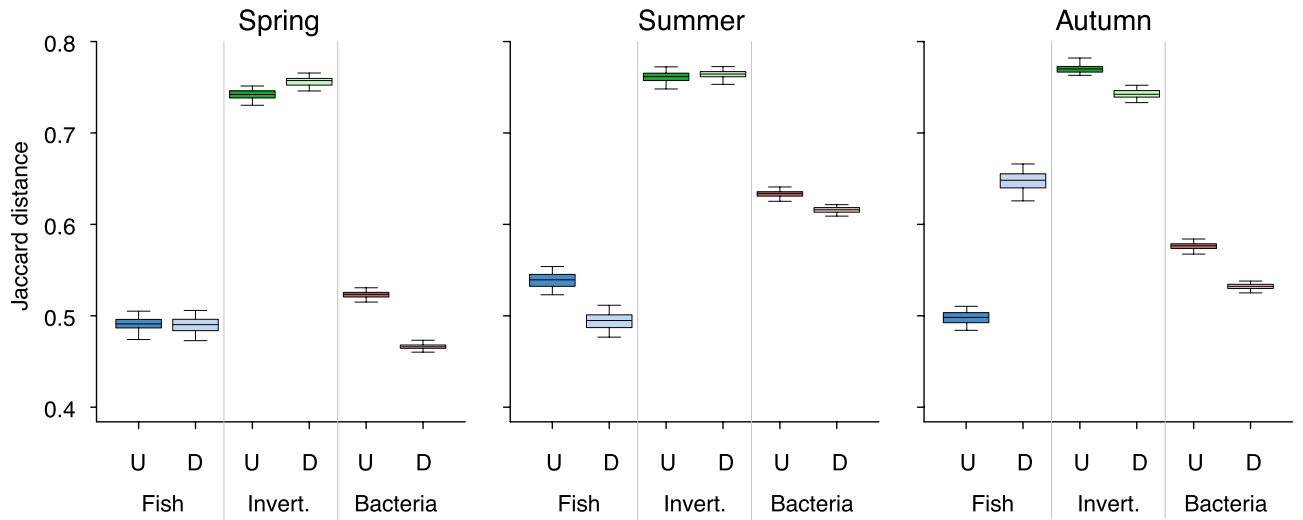 Spring Summer Autumn
Jaccard distance
0.8
0.7
0.6
0.5
0.4
U D U D U D U D U D U D U D U D U D
Fish Invert. Bacteria Fish Invert. Bacteria Fish Invert. Bacteria